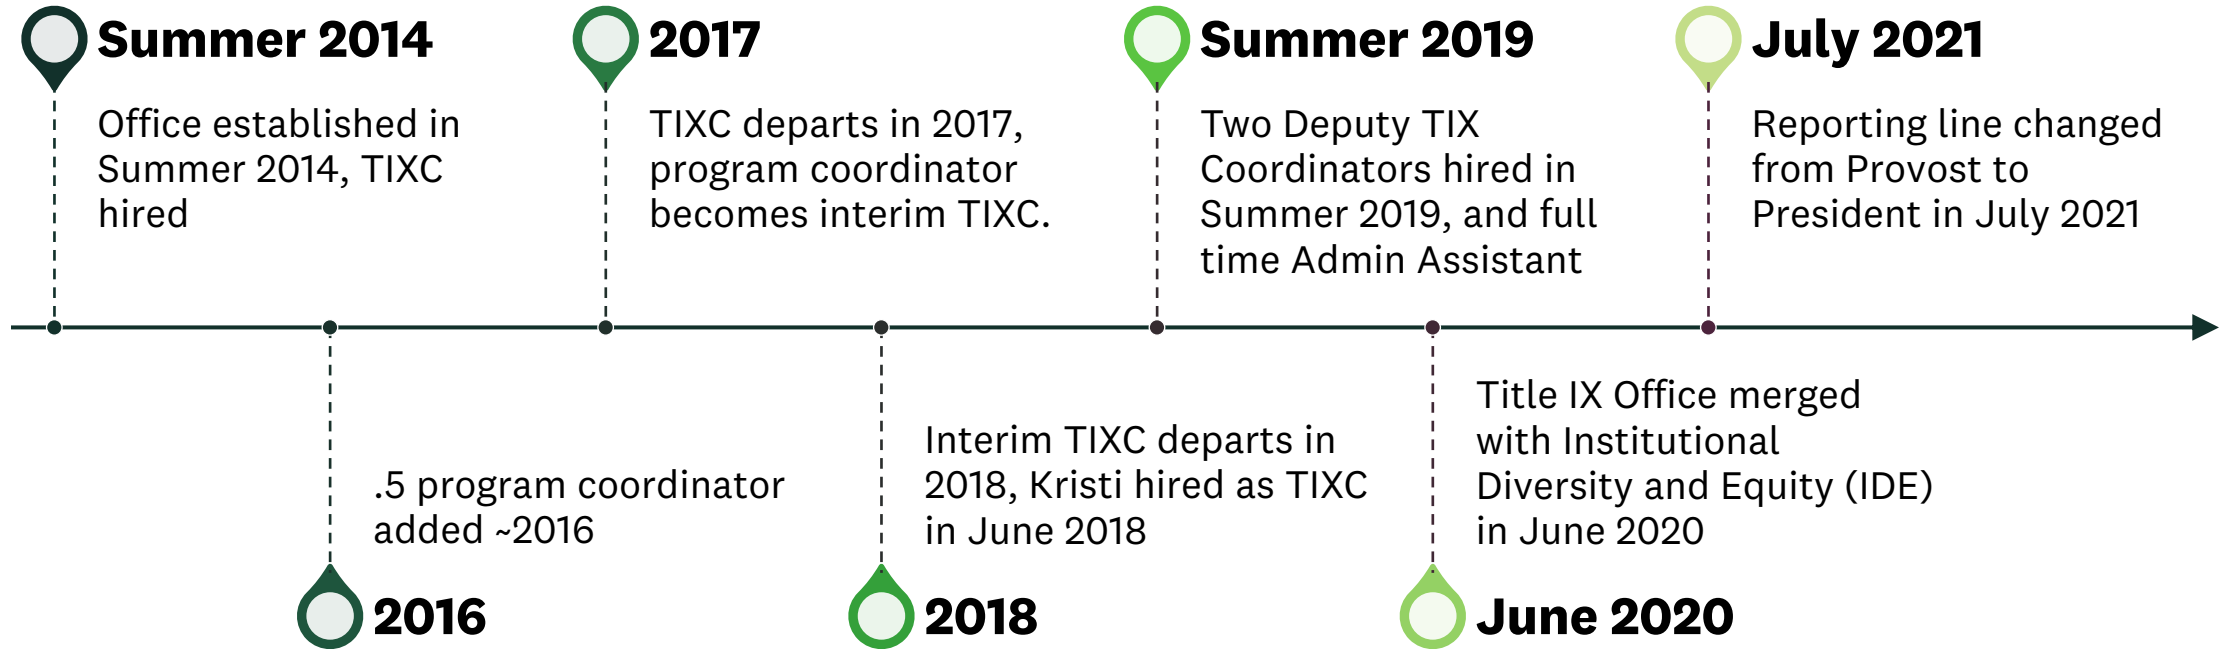 Summer 2014
Office established in
Summer 2014, TIXC
hired
2017
TIXC departs in 2017,
program coordinator
becomes interim TIXC.
Summer 2019
Two Deputy TIX
Coordinators hired in
Summer 2019, and full
time Admin Assistant
July 2021
Reporting line changed
from Provost to
President in July 2021
.5 program coordinator
added ~2016
2016
Interim TIXC departs in
2018, Kristi hired as TIXC
in June 2018
2018
Title IX Office merged
with Institutional
Diversity and Equity (IDE)
in June 2020
June 2020